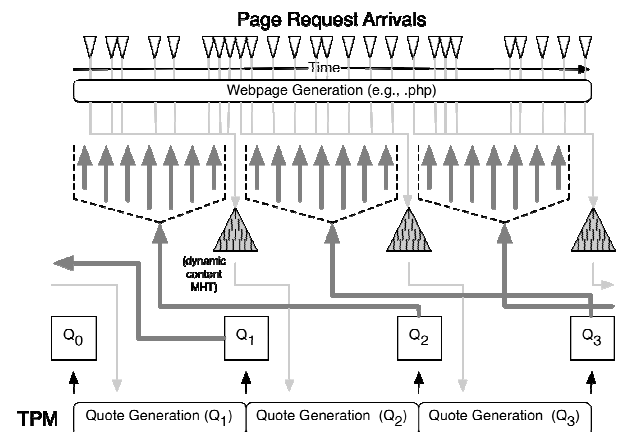 Page Request Arrivals
Time
Webpage Generation (e.g., .php)
(dynamic
content
MHT)
Q0
Q1
Q2
Q3
TPM
Quote Generation (Q1)
Quote Generation (Q2)
Quote Generation (Q3)